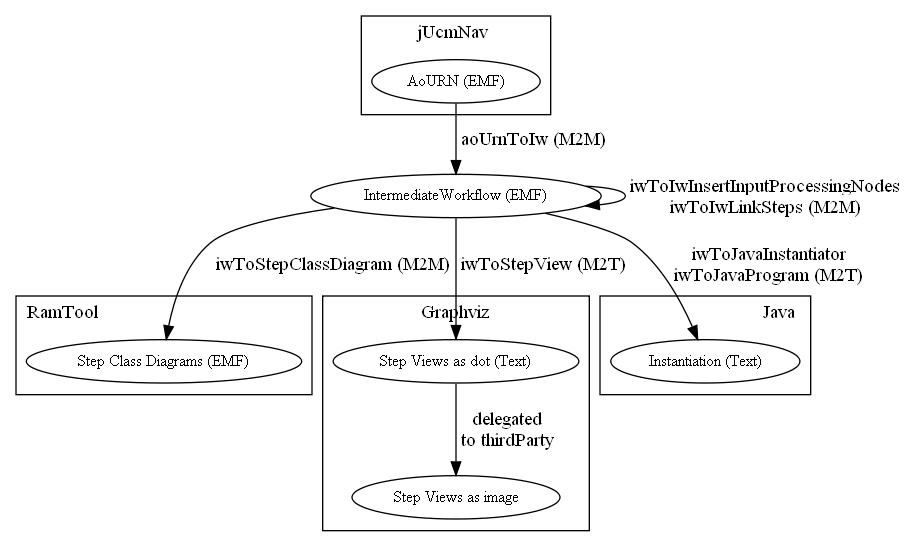 jUcmNav
AoURN (EMF)
aoUrnToIw (M2M)
IntermediateWorkflow (EMF)
iwToIwInsertInputProcessingNodes
iwToIwLinkSteps (M2M)
iwToStepClassDiagram (M2M)
iwToStepView (M2T)
iwToJavaInstantiator
iwToJavaProgram (M2T)
RamTool
Graphviz
Java
Step Class Diagrams (EMF)
Step Views as dot (Text)
Instantiation (Text)
delegated
to thirdParty
Step Views as image